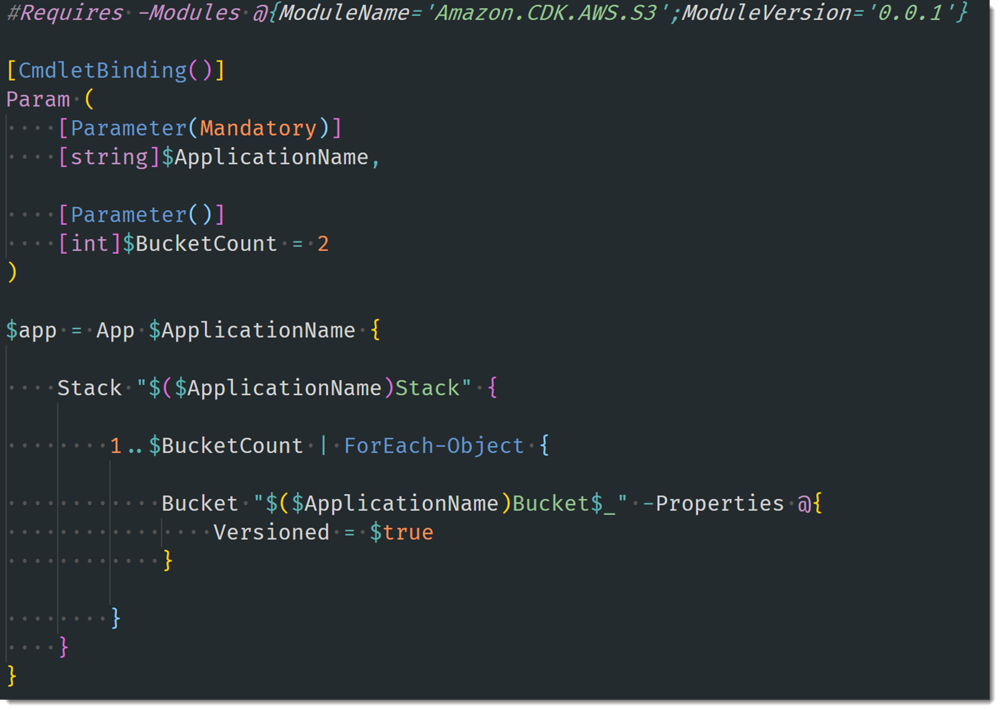 #Requires -Modules @{ModuleName='Amazon.CDK.AWS.S3';ModuleVersion='0.0.1'}

[CmdletBinding()]
Param (
    [Parameter(Mandatory)]
    [string]$ApplicationName,

    [Parameter()]
    [int]$BucketCount = 2
)

$app = App $ApplicationName {

    Stack "$($ApplicationName)Stack" {

        1..$BucketCount | ForEach-Object {

            Bucket "$($ApplicationName)Bucket$_" -Properties @{
                Versioned = $true
            }

        }
    }
}